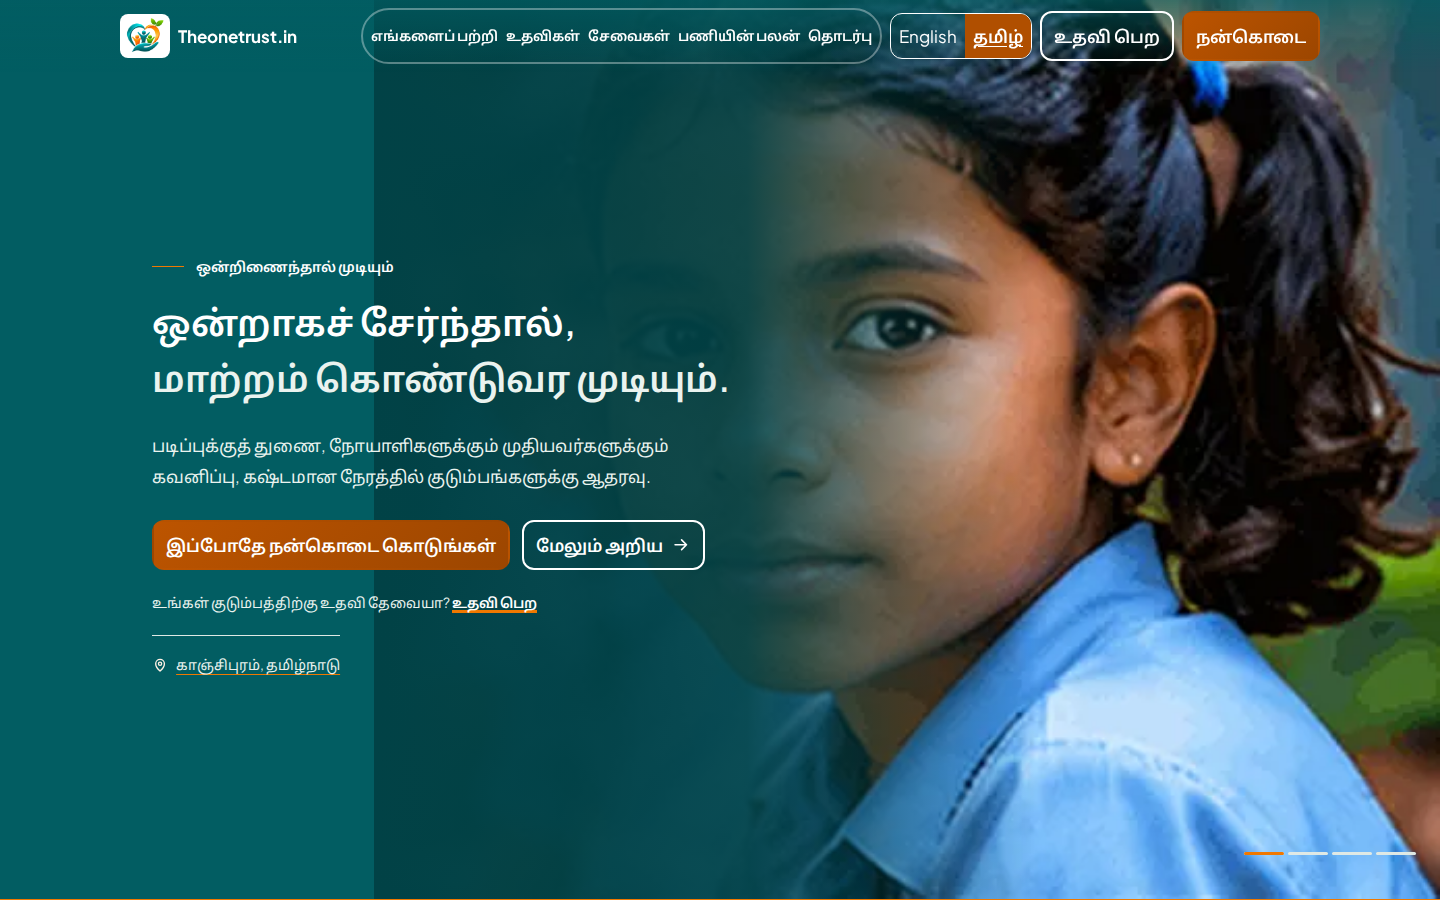 Theonetrust.in
எங்களைப்பற்றி உதவிகள் சேவைகள் பணியின்பலன் தொடர்பு
English தமிழ்
உதவி பெற
நன்கொடை
ஒன்றிணைந்தால் முடியும்
ஒன்றாகச் சேர்ந்தால்,
மாற்றம் கொண்டுவர முடியும்.
படிப்புக்குத் துணை, நோயாளிகளுக்கும் முதியவர்களுக்கும்
கவனிப்பு, கஷ்டமான நேரத்தில் குடும்பங்களுக்கு ஆதரவு.
இப்போதே நன்கொடை கொடுங்கள்
மேலும் அறிய →
உங்கள் குடும்பத்திற்கு உதவி தேவையா? உதவி பெற
காஞ்சிபுரம், தமிழ்நாடு